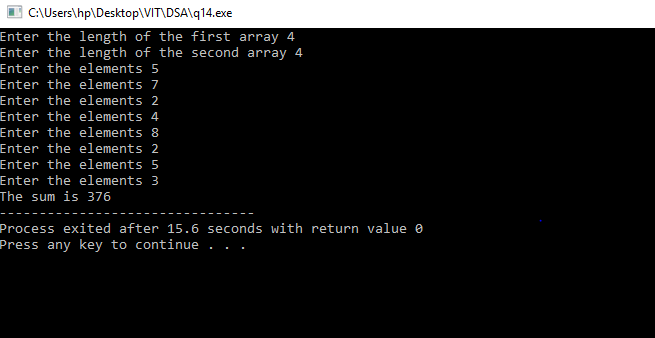 C:\Users\hp\Desktop\VIT\DSA\q14.exe
Enter the length of the first array 4
Enter the length of the second array 4
Enter the elements 5
Enter the elements 7
Enter the elements 2
Enter the elements 4
Enter the elements 8
Enter the elements 2
Enter the elements 5
Enter the elements 3
The sum is 376
--------------------------------
Process exited after 15.6 seconds with return value 0
Press any key to continue . . .